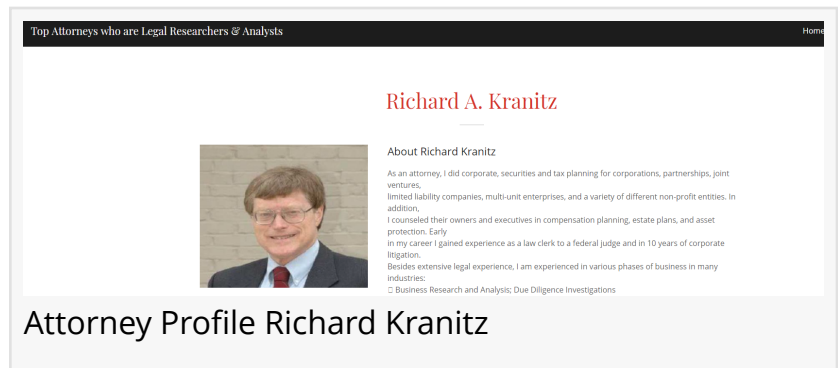 Top Attorneys who are Legal Researchers & Analysts
Home
Richard A. Kranitz
About Richard Kranitz
As an attorney, I did corporate, securities and tax planning for corporations, partnerships, joint
ventures,
limited liability companies, multi-unit enterprises, and a variety of different non-profit entities. In
addition,
I counseled their owners and executives in compensation planning, estate plans, and asset
protection. Early
in my career I gained experience as a law clerk to a federal judge and in 10 years of corporate
litigation.
Besides extensive legal experience, I am experienced in various phases of business in many
industries:
□ Business Research and Analysis; Due Diligence Investigations
Attorney Profile Richard Kranitz